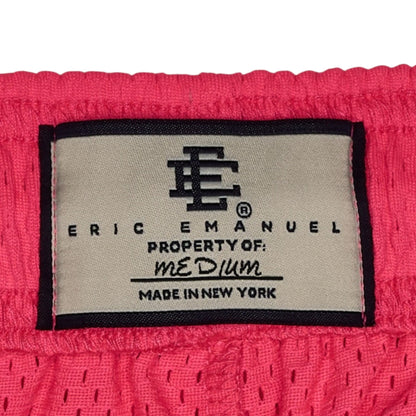 EE®
ERIC EMANUEL
PROPERTY OF:
MEDIUM
MADE IN NEW YORK